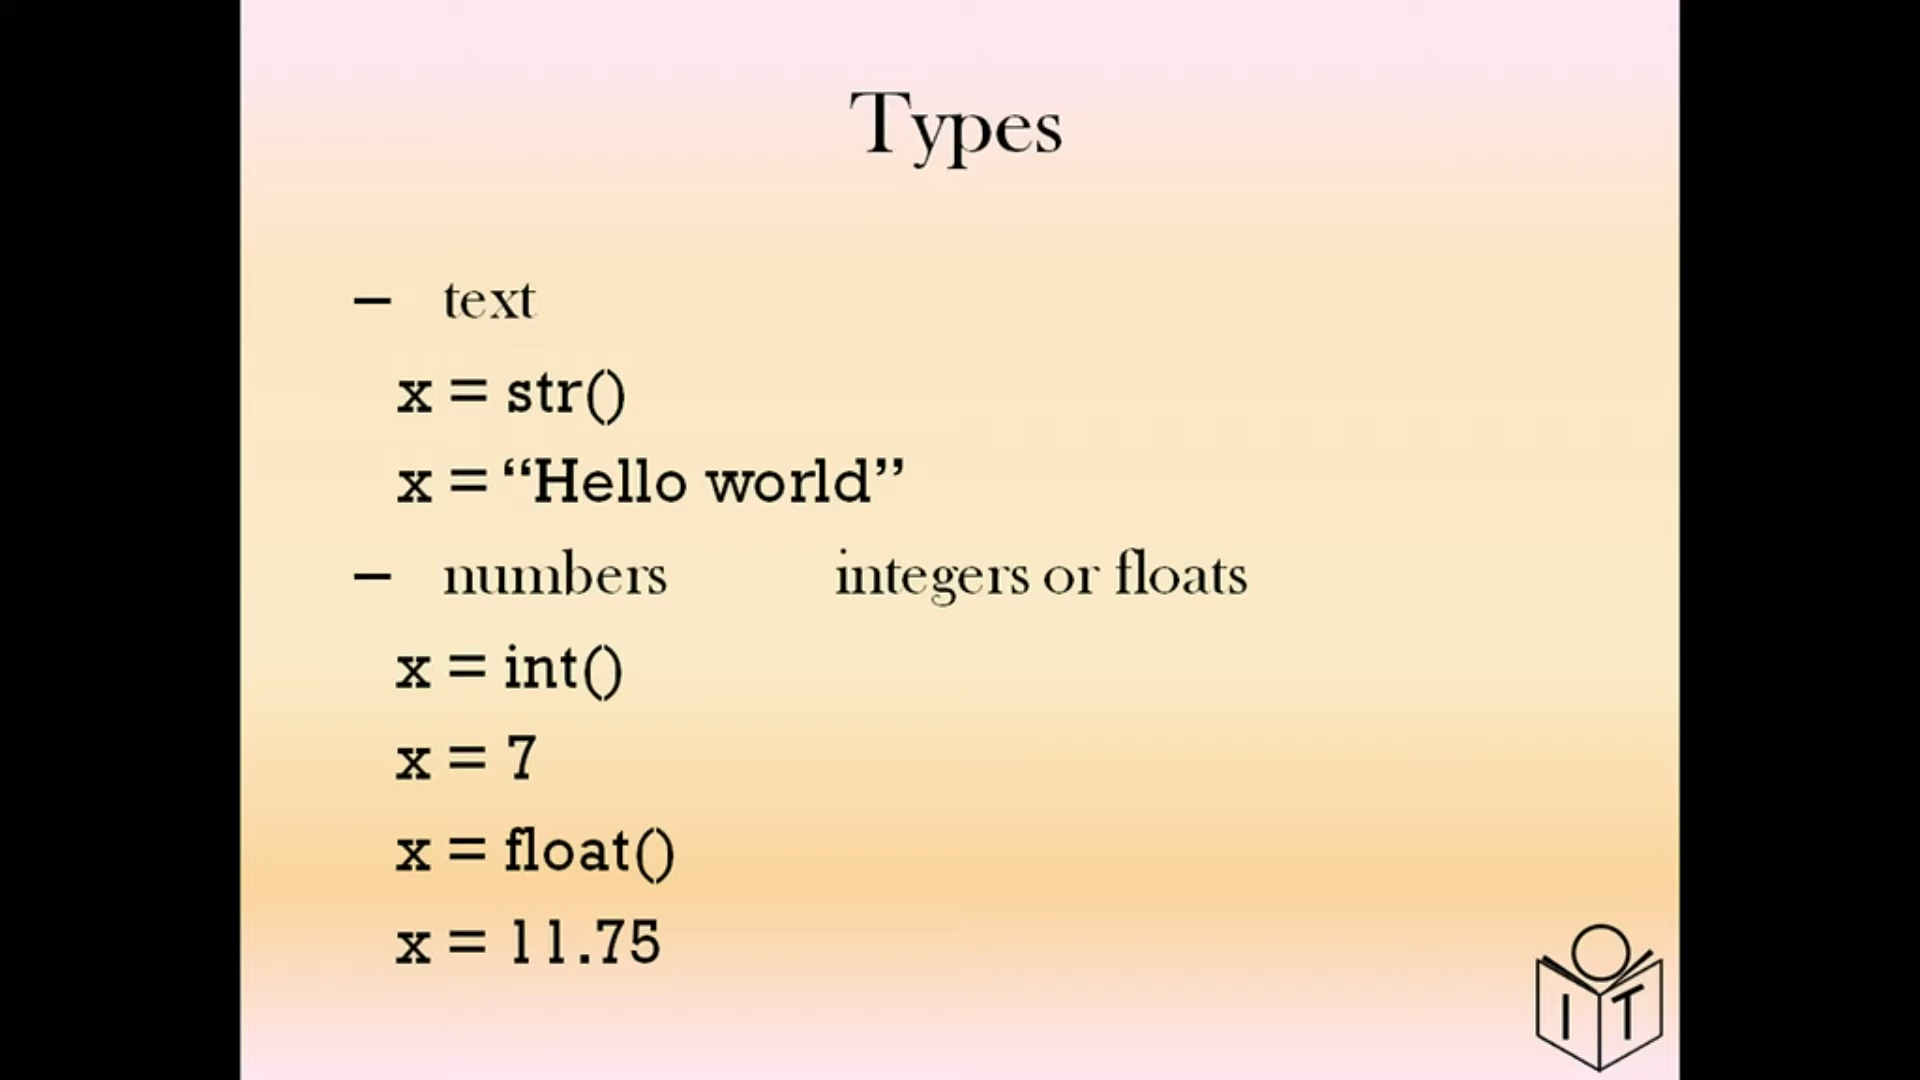 Types
– text
x = str()
x = “Hello world”
– numbers integers or floats
x = int()
x = 7
x = float()
x = 11.75
I T